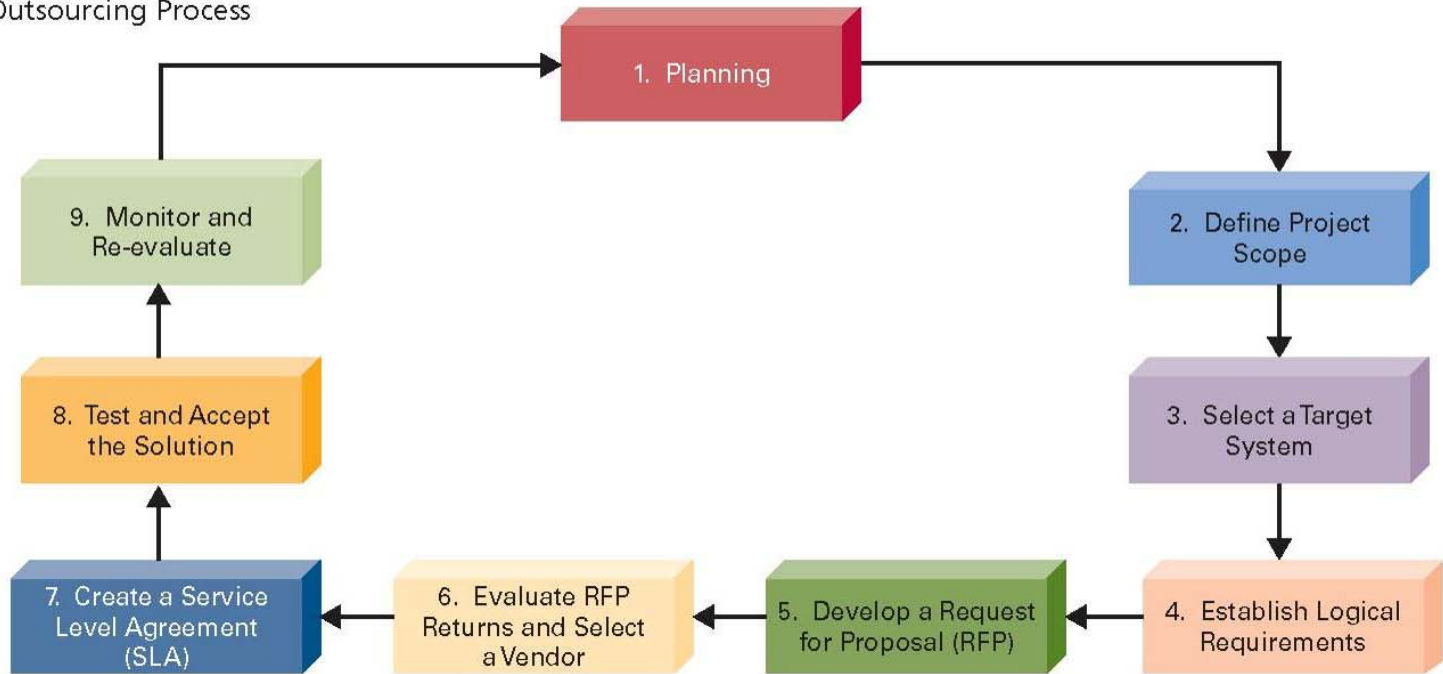 Outsourcing Process
1. Planning
2. Define Project
Scope
3. Select a Target
System
4. Establish Logical
Requirements
5. Develop a Request
for Proposal (RFP)
6. Evaluate RFP
Returns and Select
a Vendor
7. Create a Service
Level Agreement
(SLA)
8. Test and Accept
the Solution
9. Monitor and
Re-evaluate